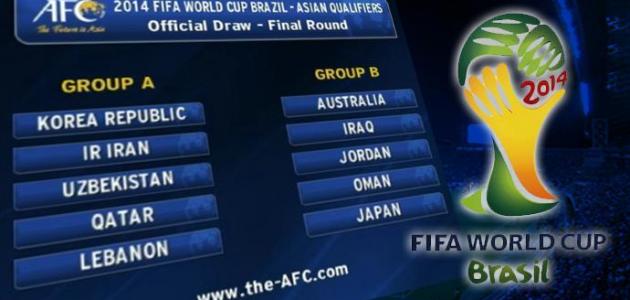 AFC
The Future is Asia
2014 FIFA WORLD CUP BRAZIL - ASIAN QUALIFIERS
Official Draw - Final Round
GROUP A
KOREA REPUBLIC
IR IRAN
UZBEKISTAN
QATAR
LEBANON
GROUP B
AUSTRALIA
IRAQ
JORDAN
OMAN
JAPAN
www.the-AFC.com
2014
FIFA WORLD CUP
Brasil